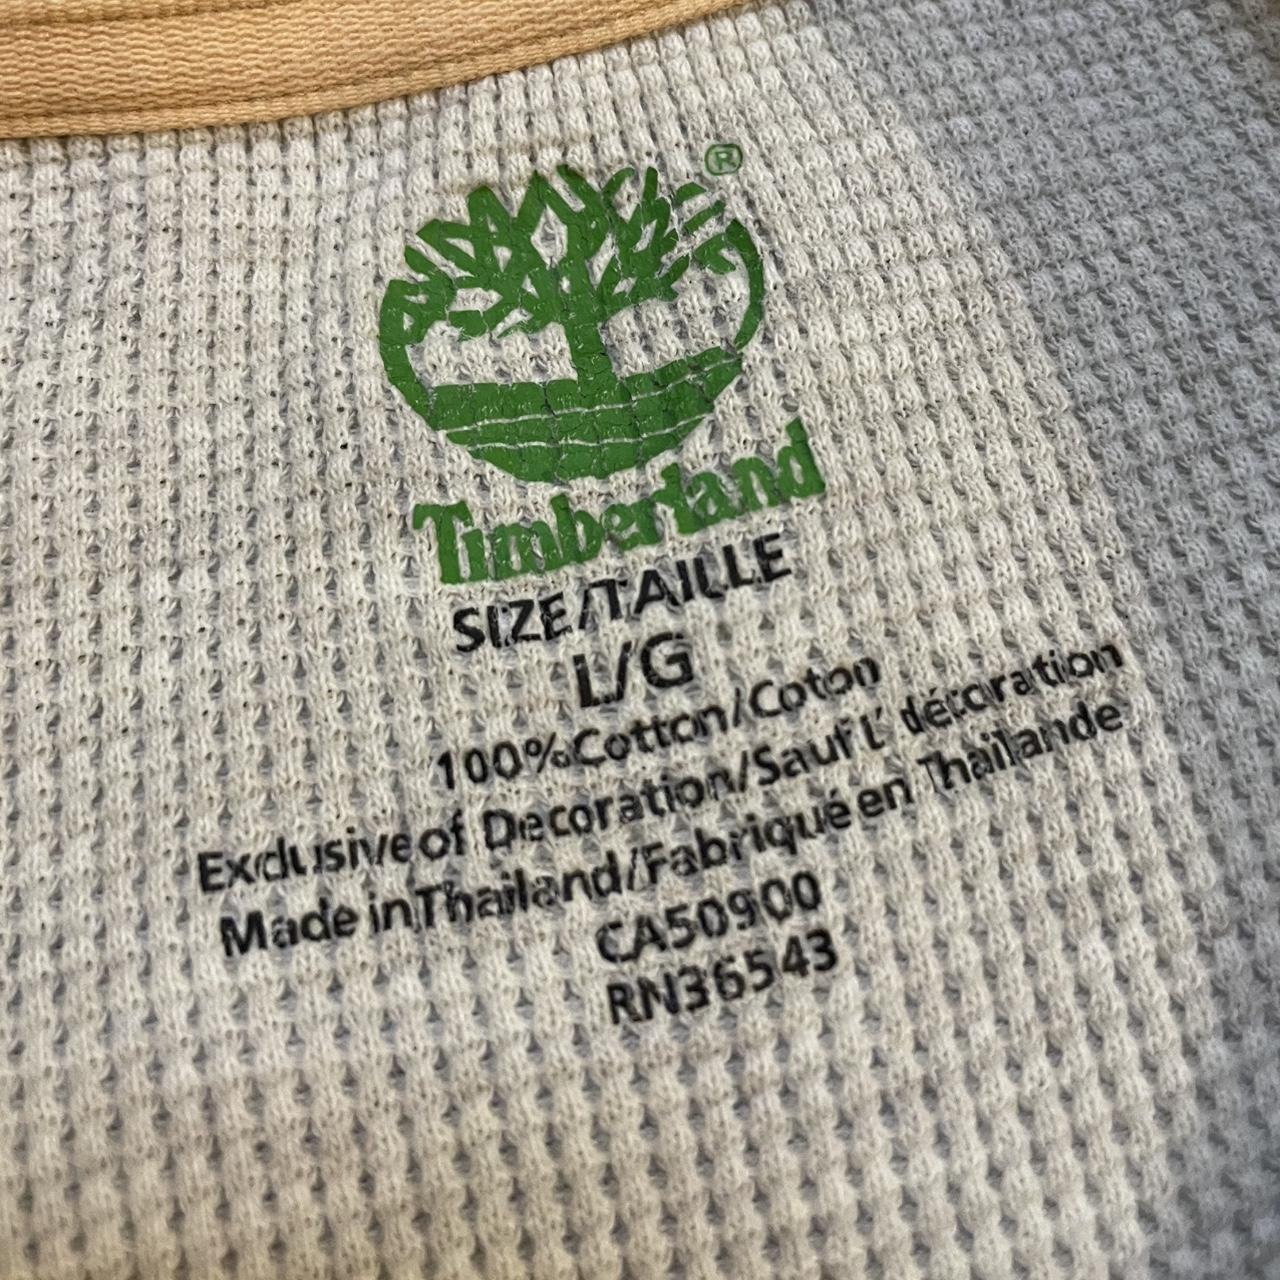 ®
Timberland
SIZE/TAILLE
L/G
100%Cotton/Coton
Exclusive of Decoration/Sauf L' décoration
Made in Thailand/Fabriqué en Thaïlande
CA50900
RN36543